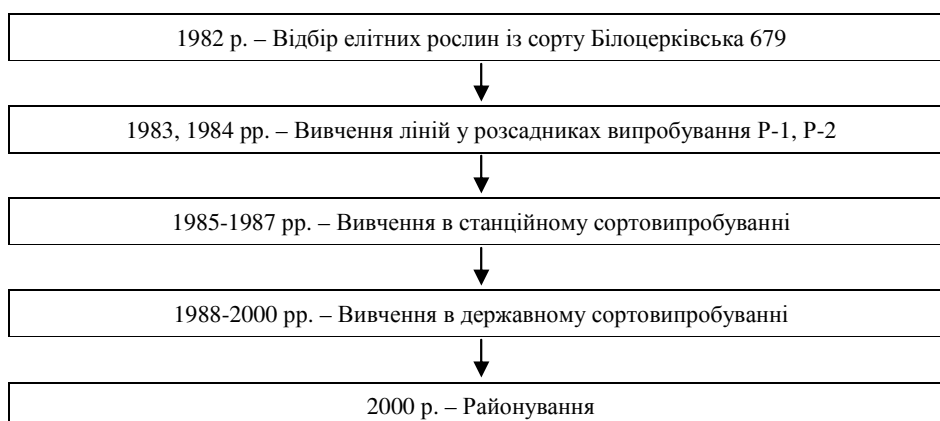 1982 р. – Відбір елітних рослин із сорту Білоцерківська 679
1983, 1984 рр. – Вивчення ліній у розсадниках випробування Р-1, Р-2
1985-1987 рр. – Вивчення в станційному сортовипробуванні
1988-2000 рр. – Вивчення в державному сортовипробуванні
2000 р. – Районування